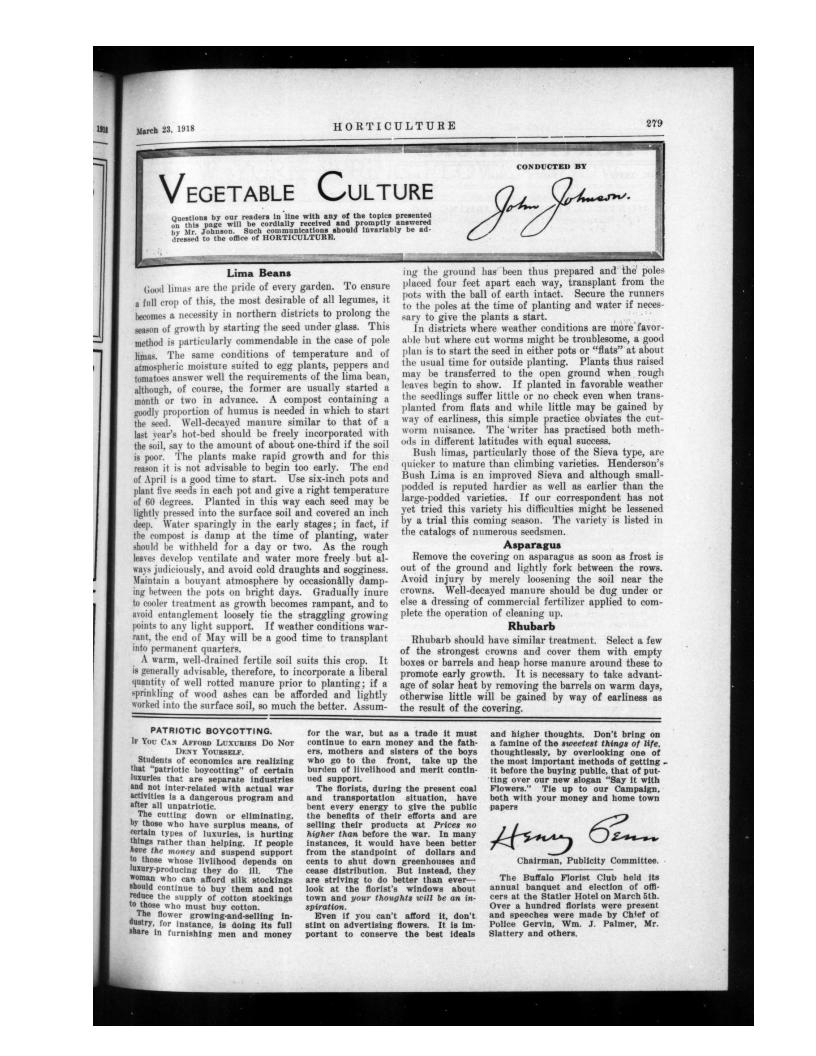 1918
March 23, 1918
HORTICULTURE
279
VEGETABLE CULTURE
Questions by our readers in line with any of the topics presented
on this page will be cordially received and promptly answered
by Mr. Johnson. Such communications should invariably be ad-
dressed to the office of HORTICULTURE.
CONDUCTED BY
John Johnson.
Lima Beans
Good limas are the pride of every garden. To ensure
a full crop of this, the most desirable of all legumes, it
becomes a necessity in northern districts to prolong the
season of growth by starting the seed under glass. This
method is particularly commendable in the case of pole
limas. The same conditions of temperature and of
atmospheric moisture suited to egg plants, peppers and
tomatoes answer well the requirements of the lima bean,
although, of course, the former are usually started a
month or two in advance. A compost containing a
goodly proportion of humus is needed in which to start
the seed. Well-decayed manure similar to that of a
last year's hot-bed should be freely incorporated with
the soil, say to the amount of about one-third if the soil
is poor. The plants make rapid growth and for this
reason it is not advisable to begin too early. The end
of April is a good time to start. Use six-inch pots and
plant five seeds in each pot and give a right temperature
of 60 degrees. Planted in this way each seed may be
lightly pressed into the surface soil and covered an inch
deep. Water sparingly in the early stages; in fact, if
the compost is damp at the time of planting, water
should be withheld for a day or two. As the rough
leaves develop ventilate and water more freely but al-
ways judiciously, and avoid cold draughts and sogginess.
Maintain a bouyant atmosphere by occasionally damp-
ing between the pots on bright days. Gradually inure
to cooler treatment as growth becomes rampant, and to
avoid entanglement loosely tie the straggling growing
points to any light support. If weather conditions war-
rant, the end of May will be a good time to transplant
into permanent quarters.
A warm, well-drained fertile soil suits this crop. It
is generally advisable, therefore, to incorporate a liberal
quantity of well rotted manure prior to planting; if a
sprinkling of wood ashes can be afforded and lightly
worked into the surface soil, so much the better. Assum-
ing the ground has been thus prepared and the poles
placed four feet apart each way, transplant from the
pots with the ball of earth intact. Secure the runners
to the poles at the time of planting and water if neces-
sary to give the plants a start.
In districts where weather conditions are more favor-
able but where cut worms might be troublesome, a good
plan is to start the seed in either pots or “flats” at about
the usual time for outside planting. Plants thus raised
may be transferred to the open ground when rough
leaves begin to show. If planted in favorable weather
the seedlings suffer little or no check even when trans-
planted from flats and while little may be gained by
way of earliness, this simple practice obviates the cut-
worm nuisance. The writer has practised both meth-
ods in different latitudes with equal success.
Bush limas, particularly those of the Sieva type, are
quicker to mature than climbing varieties. Henderson's
Bush Lima is an improved Sieva and although small-
podded is reputed hardier as well as earlier than the
large-podded varieties. If our correspondent has not
yet tried this variety his difficulties might be lessened
by a trial this coming season. The variety is listed in
the catalogs of numerous seedsmen.
Asparagus
Remove the covering on asparagus as soon as frost is
out of the ground and lightly fork between the rows.
Avoid injury by merely loosening the soil near the
crowns. Well-decayed manure should be dug under or
else a dressing of commercial fertilizer applied to com-
plete the operation of cleaning up.
Rhubarb
Rhubarb should have similar treatment. Select a few
of the strongest crowns and cover them with empty
boxes or barrels and heap horse manure around these to
promote early growth. It is necessary to take advant-
age of solar heat by removing the barrels on warm days,
otherwise little will be gained by way of earliness as
the result of the covering.
PATRIOTIC BOYCOTTING.
IF YOU CAN AFFORD LUXURIES DO NOT
DENY YOURSELF.
Students of economics are realizing
that "patriotic boycotting" of certain
luxuries that are separate industries
and not inter-related with actual war
activities is a dangerous program and
after all unpatriotic.
The cutting down or eliminating,
by those who have surplus means, of
certain types of luxuries, is hurting
things rather than helping. If people
have the money and suspend support
to those whose livlihood depends on
luxury-producing they do ill. The
woman who can afford silk stockings
should continue to buy them and not
reduce the supply of cotton stockings
to those who must buy cotton.
The flower growing-and-selling in-
dustry, for instance, is doing its full
share in furnishing men and money
for the war, but as a trade it must
continue to earn money and the fath-
ers, mothers and sisters of the boys
who go to the front, take up the
burden of livelihood and merit contin-
ued support.
The florists, during the present coal
and transportation situation, have
bent every energy to give the public
the benefits of their efforts and are
selling their products at Prices no
higher than before the war. In many
instances, it would have been better
from the standpoint of dollars and
cents to shut down greenhouses and
cease distribution. But instead, they
are striving to do better than ever—
look at the florist's windows about
town and your thoughts will be an in-
spiration.
Even if you can't afford it, don't
stint on advertising flowers. It is im-
portant to conserve the best ideals
and higher thoughts. Don't bring on
a famine of the sweetest things of life,
thoughtlessly, by overlooking one of
the most important methods of getting
it before the buying public, that of put-
ting over our new slogan "Say it with
Flowers." Tie up to our Campaign,
both with your money and home town
papers
Henry Penn
Chairman, Publicity Committee.
The Buffalo Florist Club held its
annual banquet and election of offi-
cers at the Statler Hotel on March 5th.
Over a hundred florists were present
and speeches were made by Chief of
Police Gervin, Wm. J. Palmer, Mr.
Slattery and others.